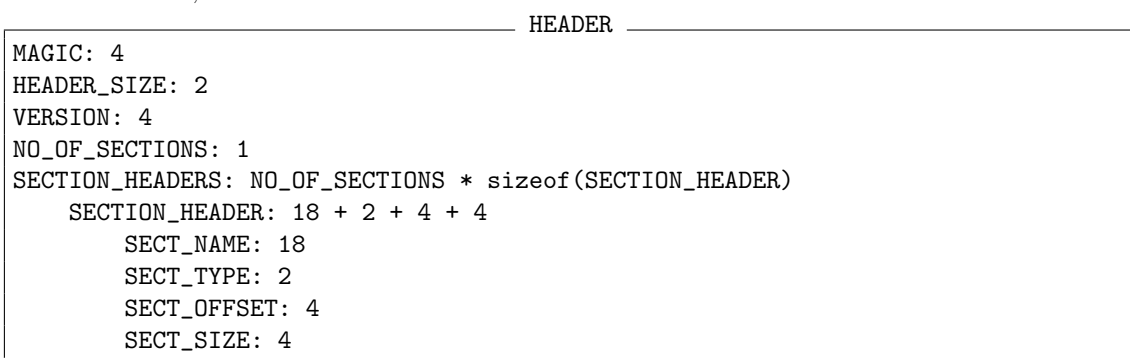 HEADER
MAGIC: 4
HEADER_SIZE: 2
VERSION: 4
NO_OF_SECTIONS: 1
SECTION_HEADERS: NO_OF_SECTIONS * sizeof(SECTION_HEADER)
    SECTION_HEADER: 18 + 2 + 4 + 4
        SECT_NAME: 18
        SECT_TYPE: 2
        SECT_OFFSET: 4
        SECT_SIZE: 4